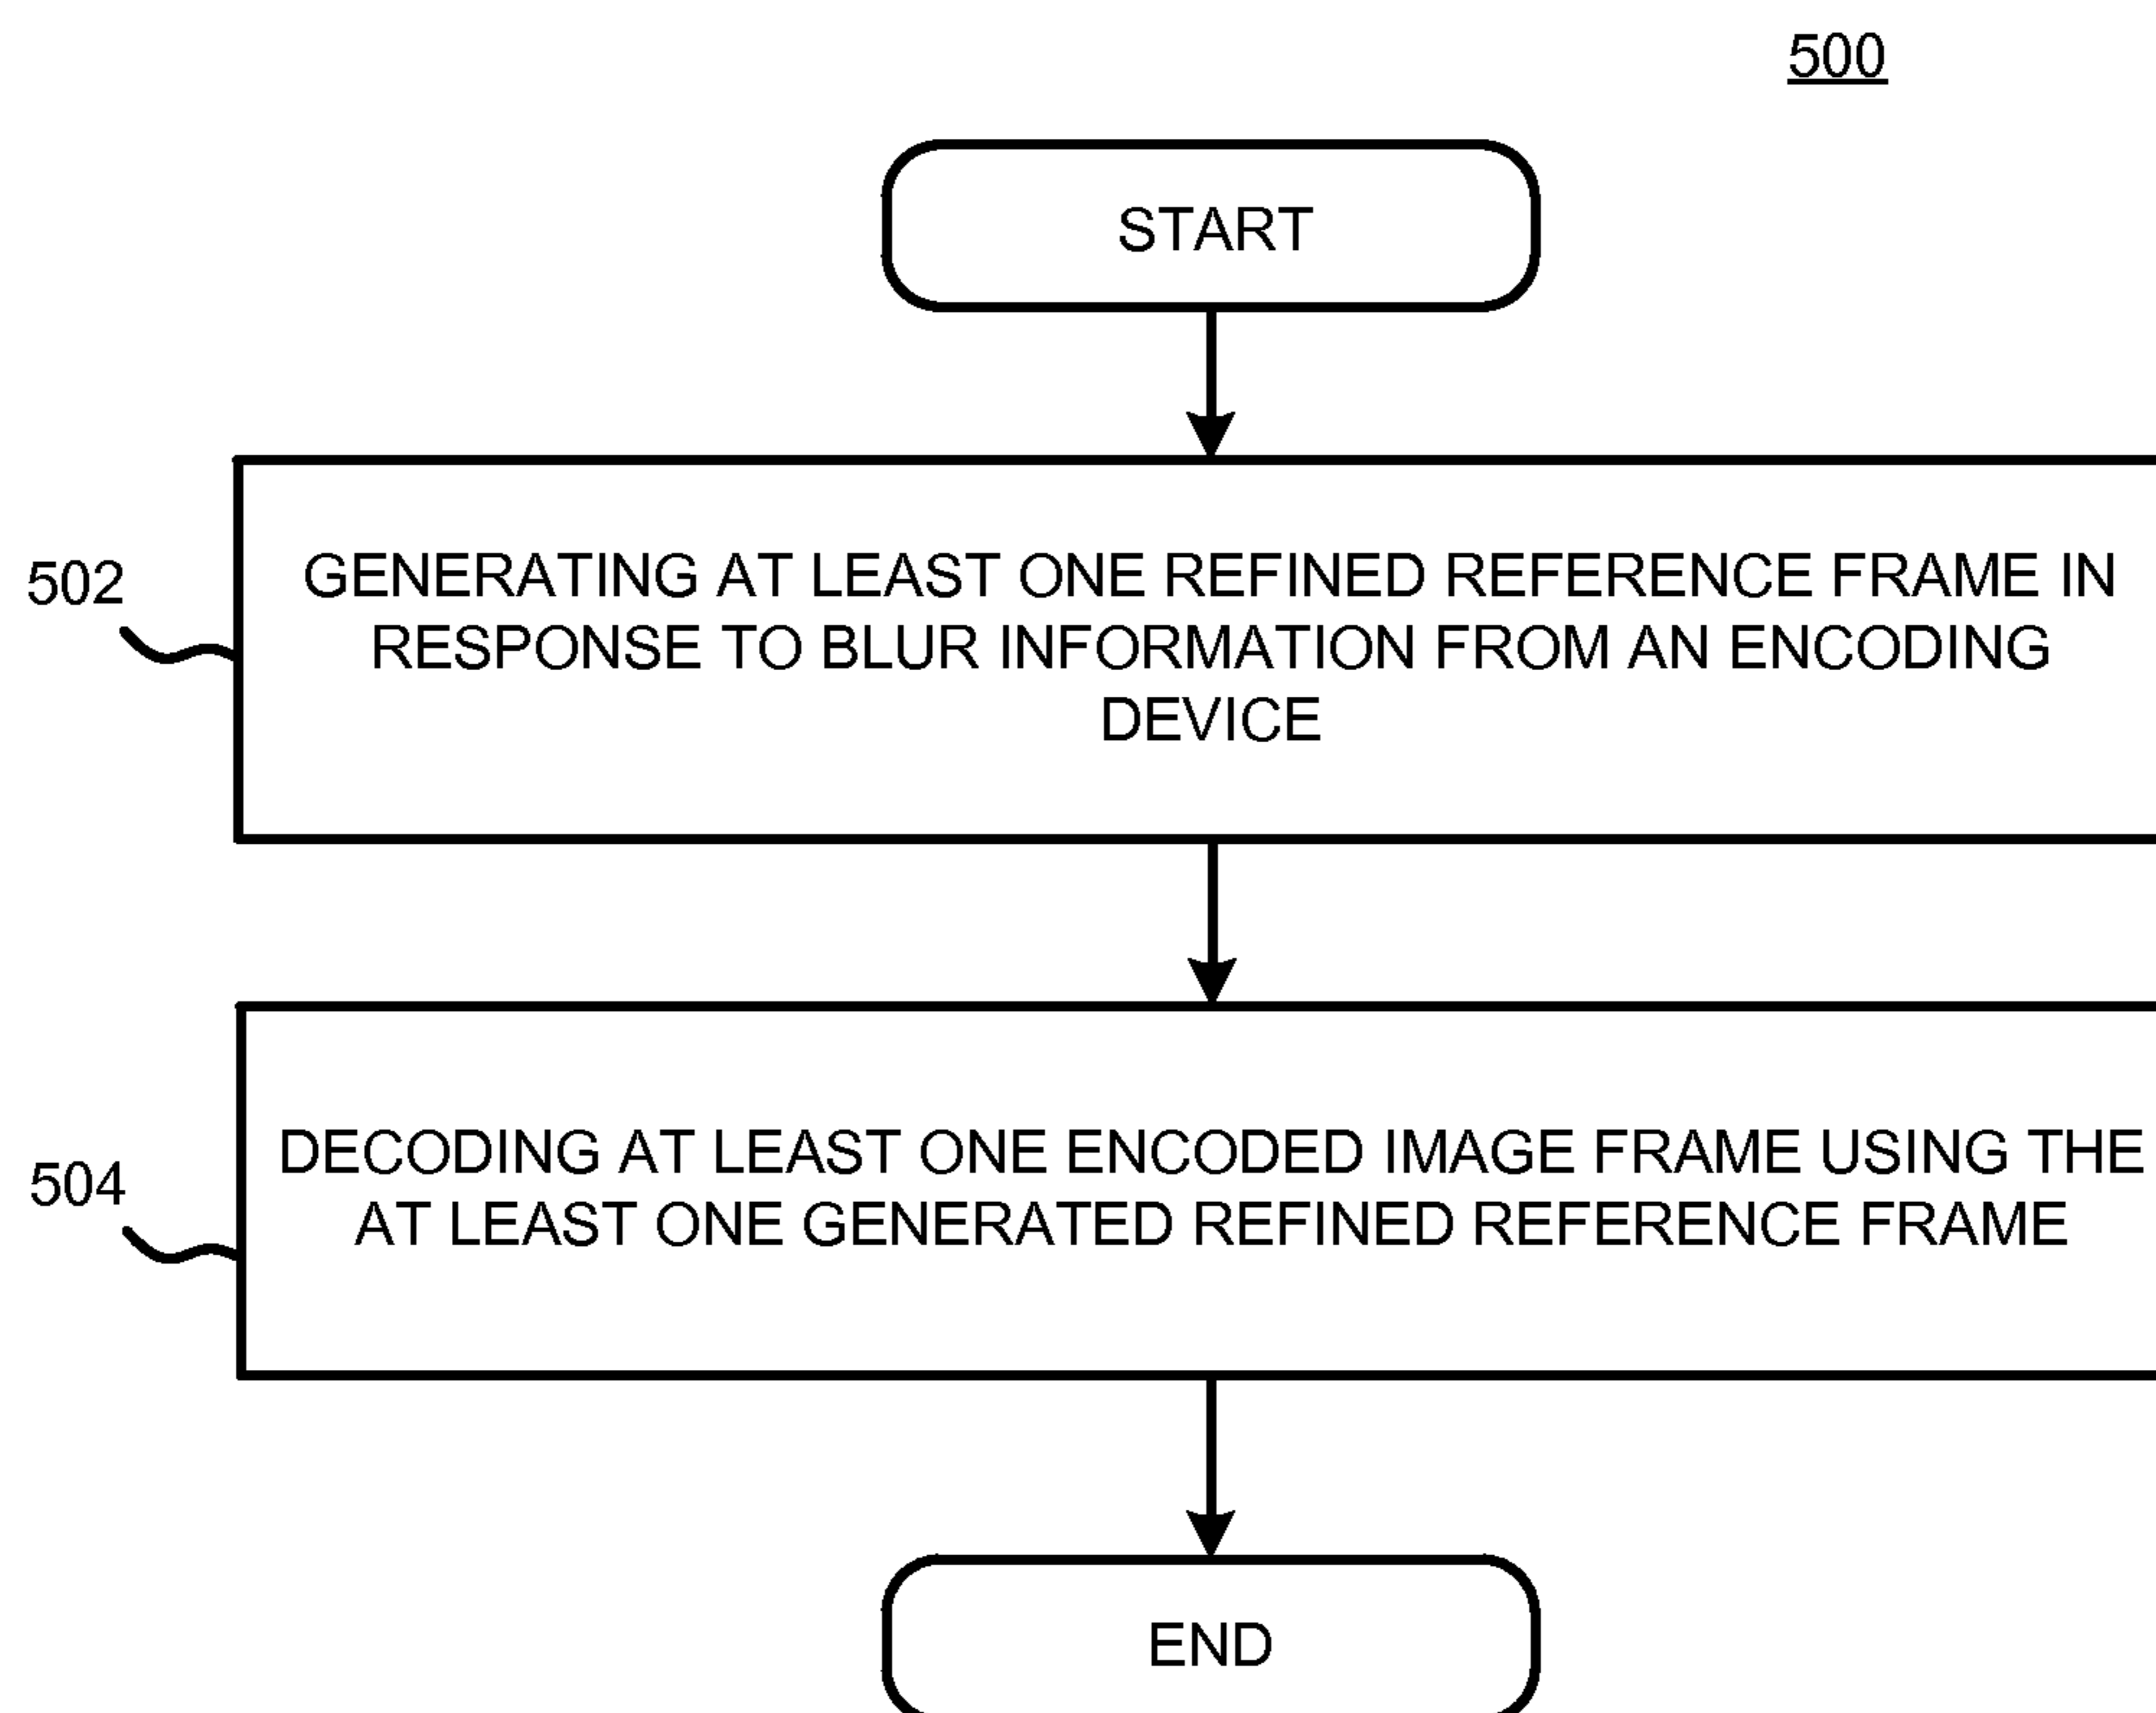 500
START
502
GENERATING AT LEAST ONE REFINED REFERENCE FRAME IN
RESPONSE TO BLUR INFORMATION FROM AN ENCODING
DEVICE
504
DECODING AT LEAST ONE ENCODED IMAGE FRAME USING THE
AT LEAST ONE GENERATED REFINED REFERENCE FRAME
END